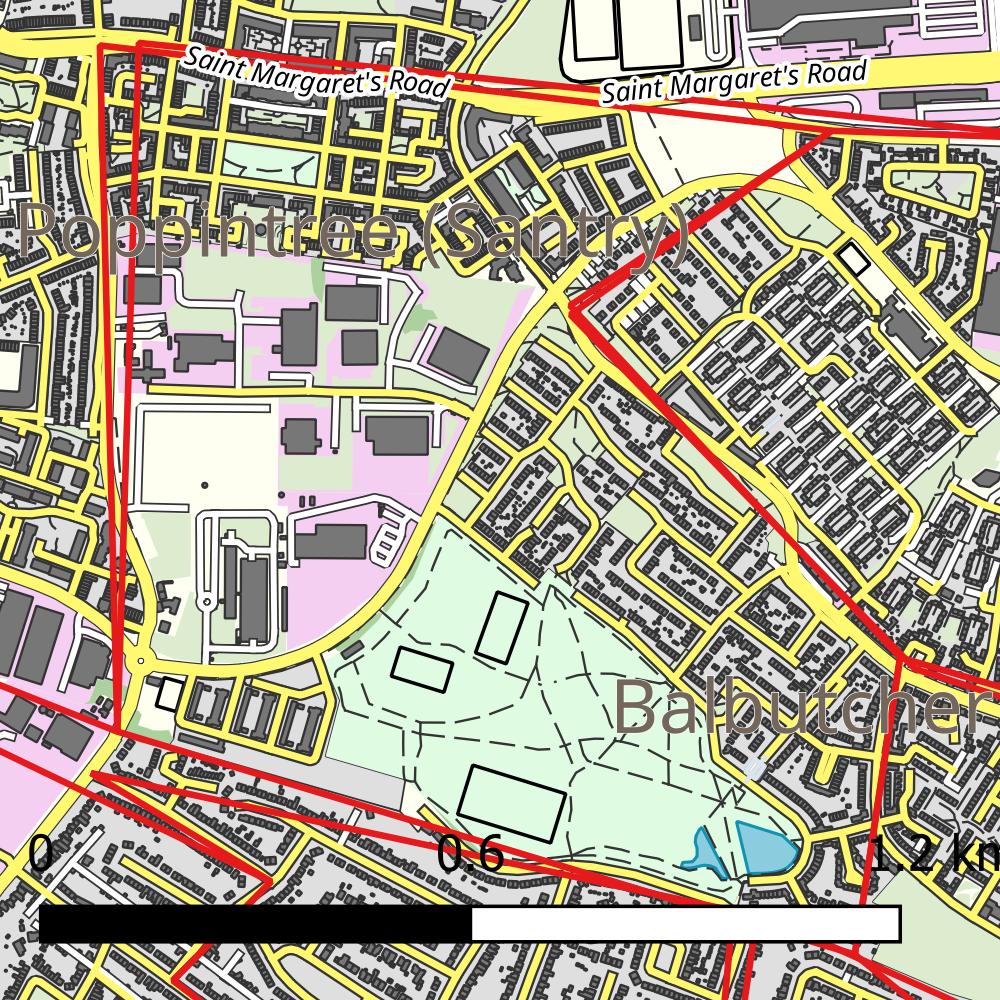 Saint Margaret's Road
Saint Margaret's Road
Poppintree (Santry)
Balbutcher
0
0.6
1.2 km